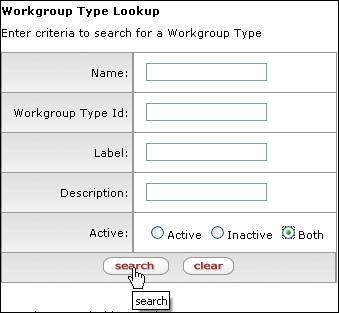 Workgroup Type Lookup
Enter criteria to search for a Workgroup Type
Name:
Workgroup Type Id:
Label:
Description:
Active: Active Inactive Both
search clear
search